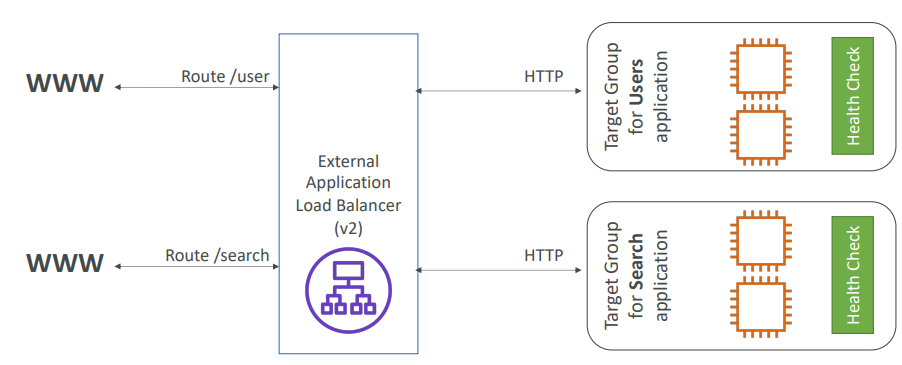 WWW
Route /user
HTTP
Target Group
for Users
application
Health Check
External
Application
Load Balancer
(v2)
WWW
Route /search
HTTP
Target Group
for Search
application
Health Check